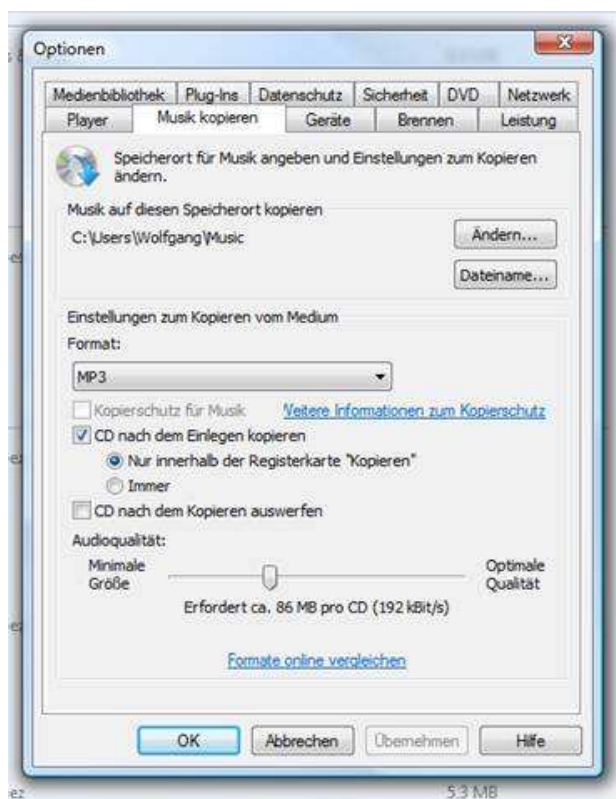 Optionen
Medienbibliothek Plug-Ins Datenschutz Sicherheit DVD Netzwerk
Player Musik kopieren Geräte Brennen Leistung
Speicherort für Musik angeben und Einstellungen zum Kopieren
ändern.
Musik auf diesen Speicherort kopieren
C:\Users\Wolfgang\Music
Ändern...
Dateiname...
Einstellungen zum Kopieren vom Medium
Format:
MP3
Kopierschutz für Musik Weitere Informationen zum Kopierschutz
CD nach dem Einlegen kopieren
Nur innerhalb der Registerkarte "Kopieren"
Immer
CD nach dem Kopieren auswerfen
Audioqualität:
Minimale
Größe
Optimale
Qualität
Erfordert ca. 86 MB pro CD (192 kBit/s)
Formate online vergleichen
OK Abbrechen Übernehmen Hilfe
5.3 MB